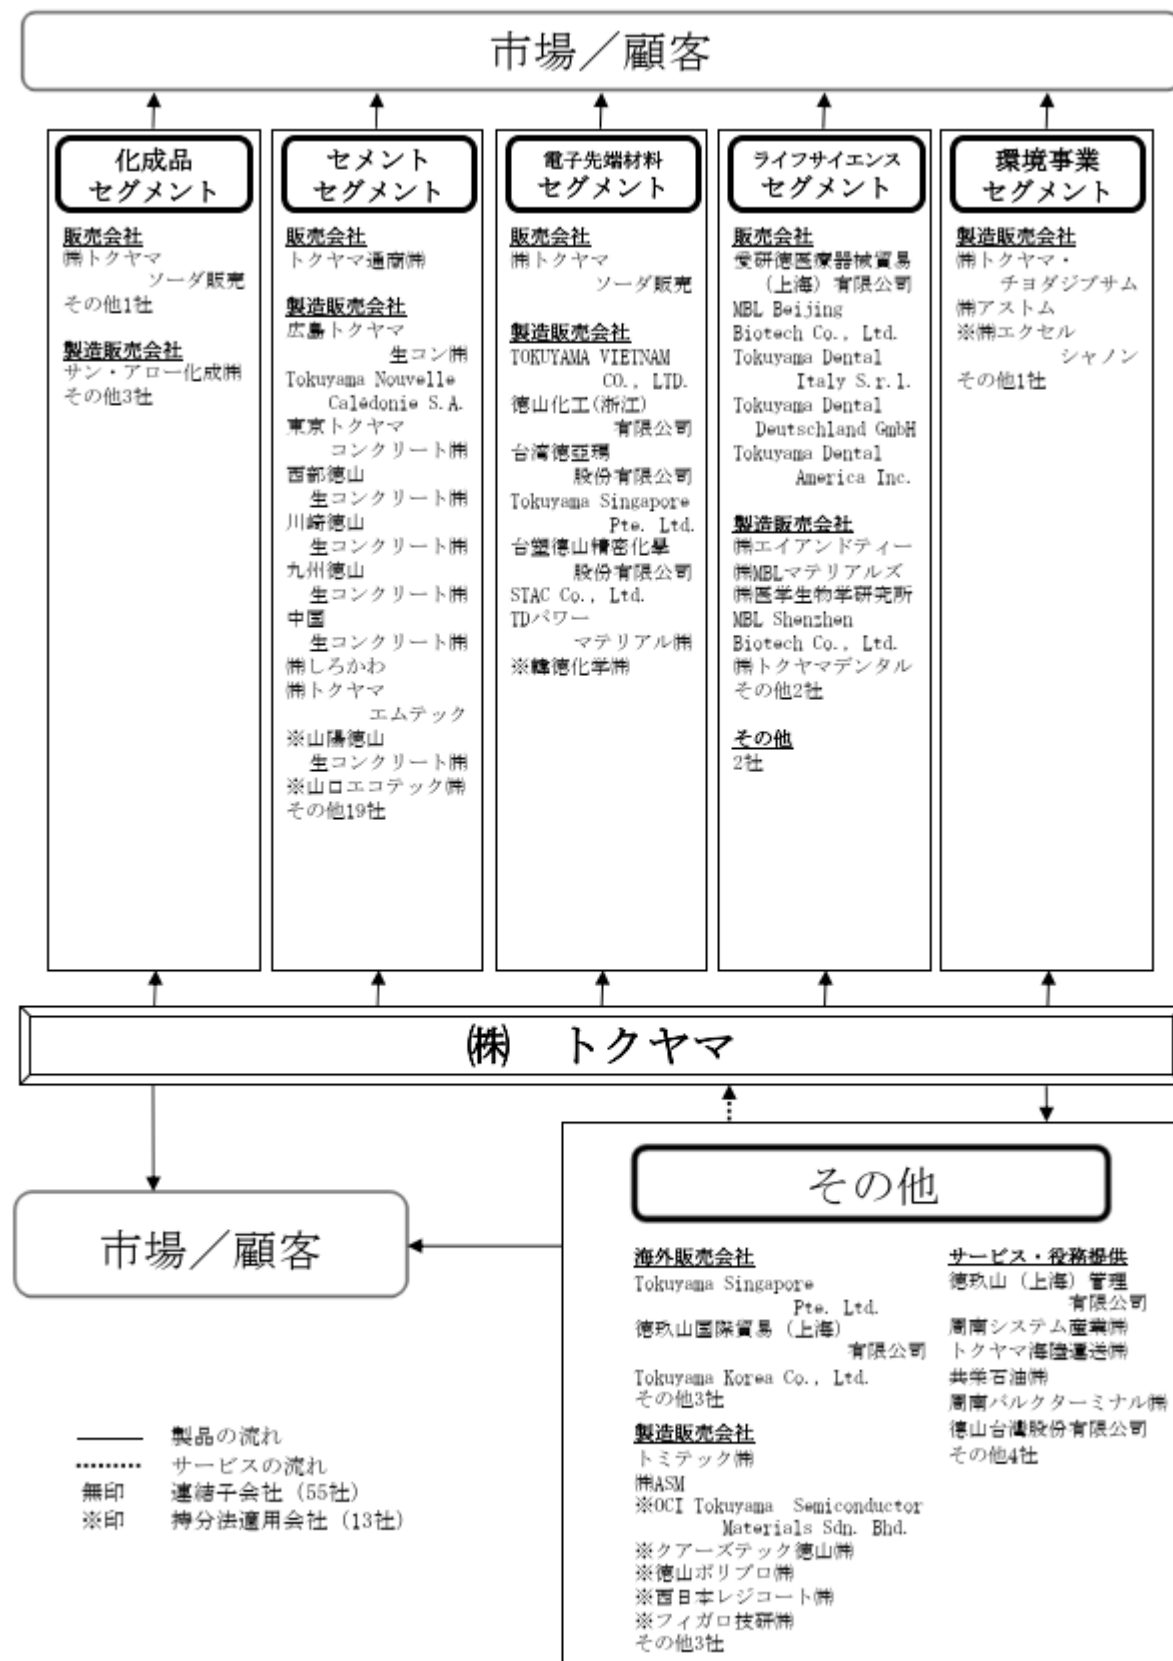 市場／顧客
化成品
セグメント
販売会社
㈱トクヤマ
ソーダ販売
その他1社
製造販売会社
サン・アロー化成㈱
その他3社
セメント
セグメント
販売会社
トクヤマ通商㈱
製造販売会社
広島トクヤマ
生コン㈱
Tokuyama Nouvelle
Calédonie S.A.
東京トクヤマ
コンクリート㈱
西部徳山
生コンクリート㈱
川崎徳山
生コンクリート㈱
九州徳山
生コンクリート㈱
中国
生コンクリート㈱
㈱しろかわ
㈱トクヤマ
エムテック
※山陽徳山
生コンクリート㈱
※山口エコテック㈱
その他19社
電子先端材料
セグメント
販売会社
㈱トクヤマ
ソーダ販売
製造販売会社
TOKUYAMA VIETNAM
CO., LTD.
徳山化工(浙江)
有限公司
台湾徳亞瑪
股份有限公司
Tokuyama Singapore
Pte. Ltd.
台塑徳山精密化學
股份有限公司
STAC Co., Ltd.
TDパワー
マテリアル㈱
※韓徳化学㈱
ライフサイエンス
セグメント
販売会社
愛研徳医療器械貿易
（上海）有限公司
MBL Beijing
Biotech Co., Ltd.
Tokuyama Dental
Italy S.r.l.
Tokuyama Dental
Deutschland GmbH
Tokuyama Dental
America Inc.
製造販売会社
㈱エイアンドティー
㈱MBLマテリアルズ
㈱医学生物学研究所
MBL Shenzhen
Biotech Co., Ltd.
㈱トクヤマデンタル
その他2社
その他
2社
環境事業
セグメント
製造販売会社
㈱トクヤマ・
チヨダジプサム
㈱アストム
※㈱エクセル
シャノン
その他1社
㈱　トクヤマ
市場／顧客
その他
海外販売会社
Tokuyama Singapore
Pte. Ltd.
徳玖山国際貿易（上海）
有限公司
Tokuyama Korea Co., Ltd.
その他3社
製造販売会社
トミテック㈱
㈱ASM
※OCI Tokuyama Semiconductor
Materials Sdn. Bhd.
※クアーズテック徳山㈱
※徳山ポリプロ㈱
※西日本レジコート㈱
※フィガロ技研㈱
その他3社
サービス・役務提供
徳玖山（上海）管理
有限公司
周南システム産業㈱
トクヤマ海陸運送㈱
共栄石油㈱
周南バルクターミナル㈱
徳山台灣股份有限公司
その他4社
製品の流れ
サービスの流れ
無印　連結子会社（55社）
※印　持分法適用会社（13社）